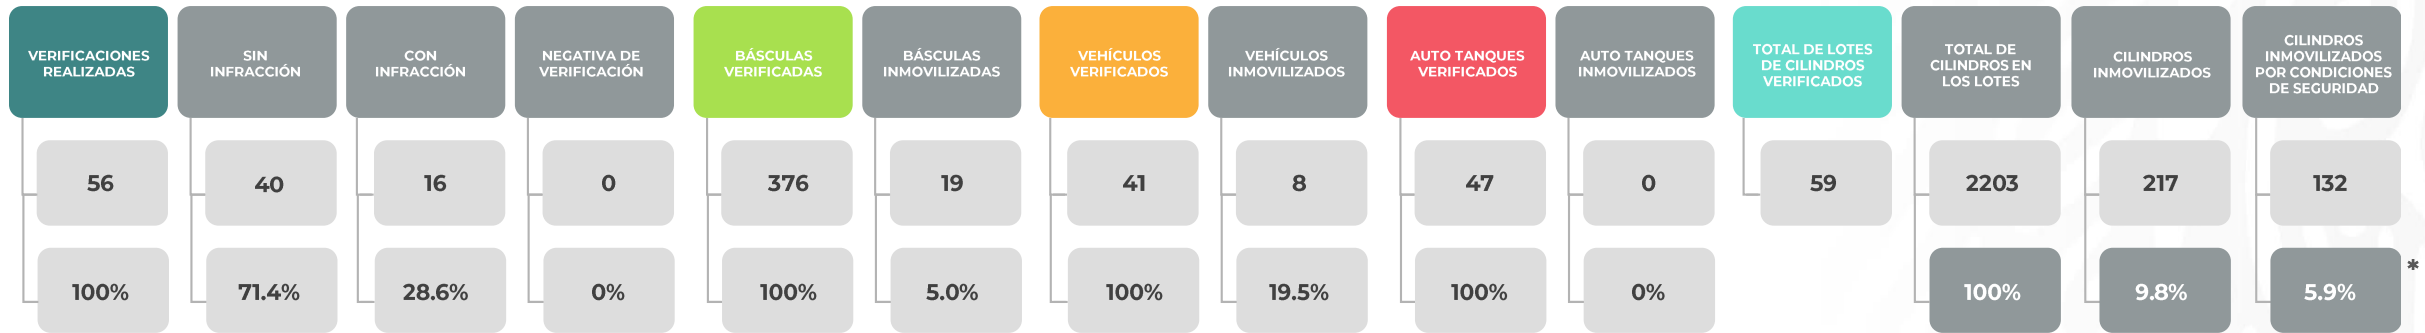 VERIFICACIONES
REALIZADAS
56
100%
SIN
INFRACCIÓN
40
71.4%
CON
INFRACCIÓN
16
28.6%
NEGATIVA DE
VERIFICACIÓN
0
0%
BÁSCULAS
VERIFICADAS
376
100%
BÁSCULAS
INMOVILIZADAS
19
5.0%
VEHÍCULOS
VERIFICADOS
41
100%
VEHÍCULOS
INMOVILIZADOS
8
19.5%
AUTO TANQUES
VERIFICADOS
47
100%
AUTO TANQUES
INMOVILIZADOS
0
0%
TOTAL DE LOTES
DE CILINDROS
VERIFICADOS
59
TOTAL DE
CILINDROS EN
LOS LOTES
2203
100%
CILINDROS
INMOVILIZADOS
217
9.8%
CILINDROS
INMOVILIZADOS
POR CONDICIONES
DE SEGURIDAD
132
5.9% *